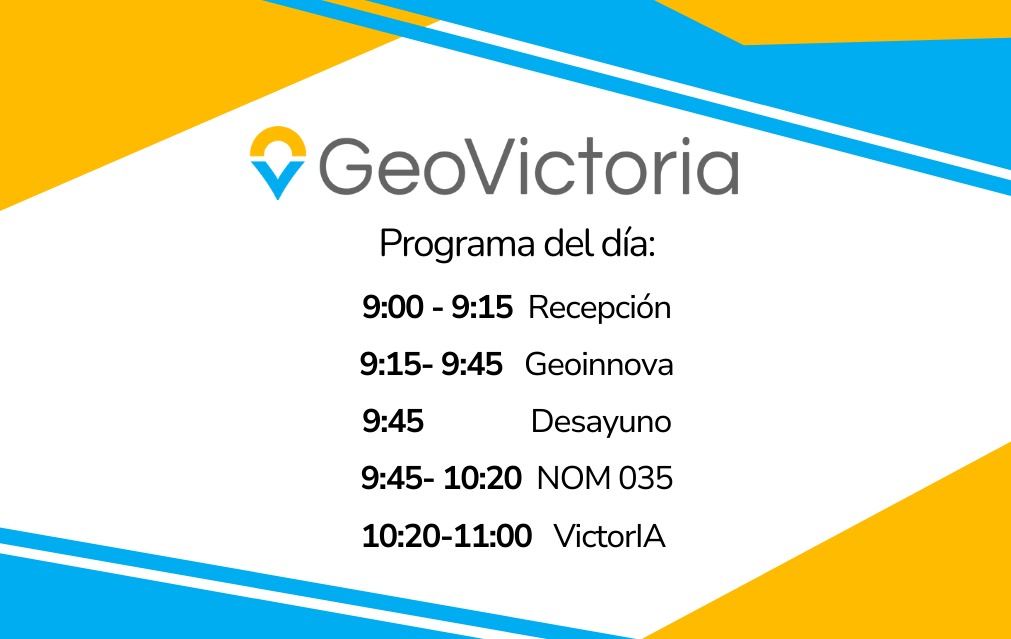 GeoVictoria
Programa del día:
9:00 - 9:15 Recepción
9:15- 9:45 Geoinnova
9:45 Desayuno
9:45- 10:20 NOM 035
10:20-11:00 VictorIA